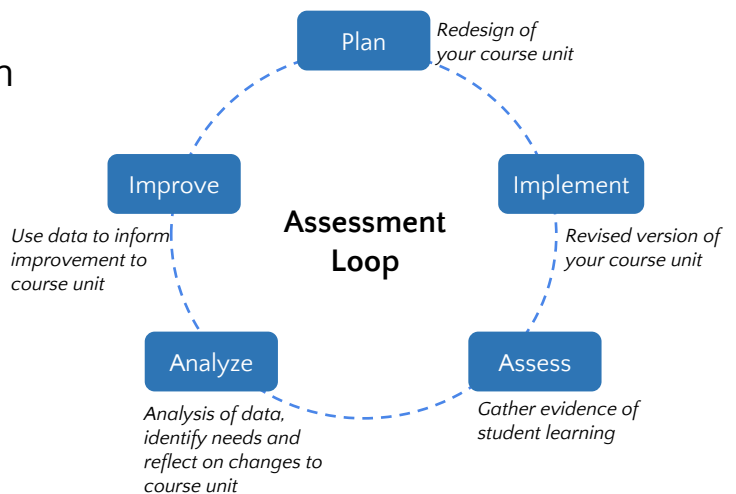 Plan
Redesign of
your course unit
Implement
Revised version of
your course unit
Assess
Gather evidence of
student learning
Analyze
Analysis of data,
identify needs and
reflect on changes to
course unit
Improve
Use data to inform
improvement to
course unit
Assessment
Loop